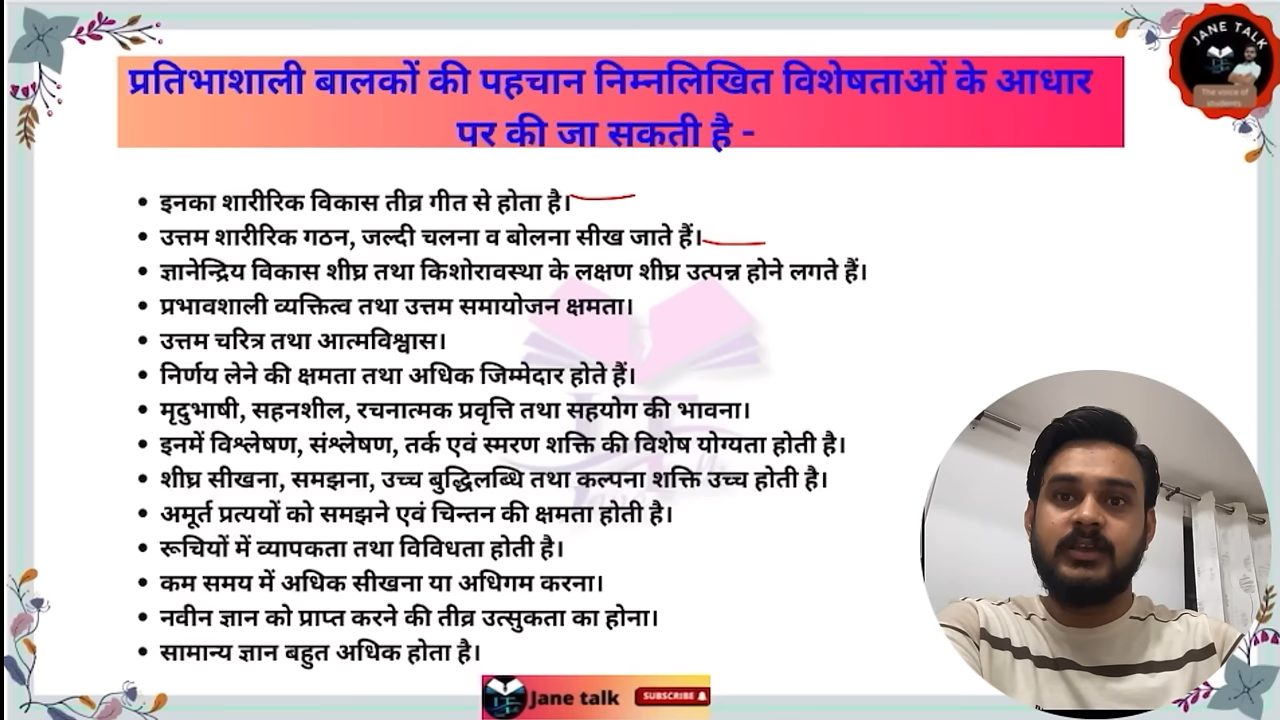 प्रतिभाशाली बालकों की पहचान निम्नलिखित विशेषताओं के आधार
पर की जा सकती है -
JANE TALK
The voice of
students
• इनका शारीरिक विकास तीव्र गीत से होता है।
• उत्तम शारीरिक गठन, जल्दी चलना व बोलना सीख जाते हैं।
• ज्ञानेन्द्रिय विकास शीघ्र तथा किशोरावस्था के लक्षण शीघ्र उत्पन्न होने लगते हैं।
• प्रभावशाली व्यक्तित्व तथा उत्तम समायोजन क्षमता।
• उत्तम चरित्र तथा आत्मविश्वास।
• निर्णय लेने की क्षमता तथा अधिक जिम्मेदार होते हैं।
• मृदुभाषी, सहनशील, रचनात्मक प्रवृत्ति तथा सहयोग की भावना।
• इनमें विश्लेषण, संश्लेषण, तर्क एवं स्मरण शक्ति की विशेष योग्यता होती है।
• शीघ्र सीखना, समझना, उच्च बुद्धिलब्धि तथा कल्पना शक्ति उच्च होती है।
• अमूर्त प्रत्ययों को समझने एवं चिन्तन की क्षमता होती है।
• रूचियों में व्यापकता तथा विविधता होती है।
• कम समय में अधिक सीखना या अधिगम करना।
• नवीन ज्ञान को प्राप्त करने की तीव्र उत्सुकता का होना।
• सामान्य ज्ञान बहुत अधिक होता है।
Jane talk
SUBSCRIBE